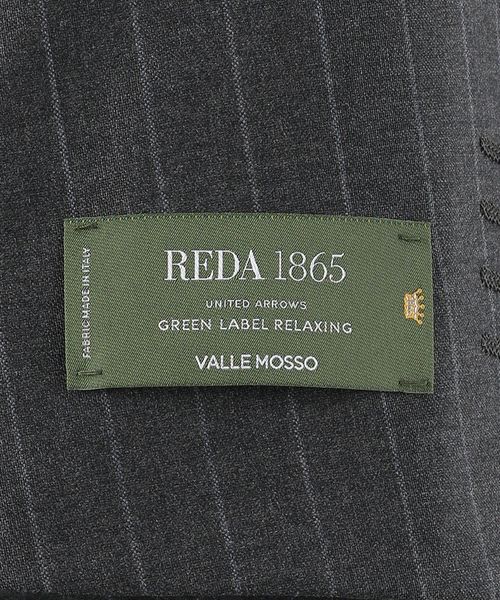 REDA 1865
UNITED ARROWS
GREEN LABEL RELAXING
VALLE MOSSO
FABRIC MADE IN ITALY